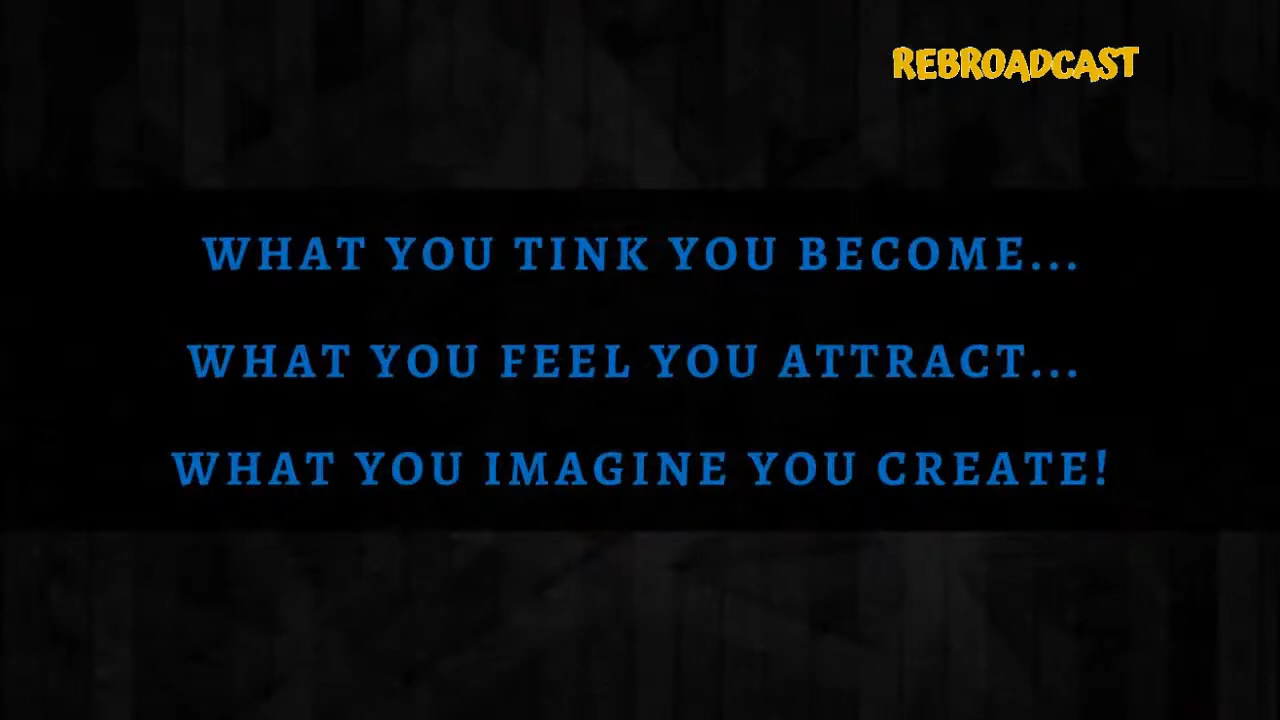 REBROADCAST
WHAT YOU TINK YOU BECOME...
WHAT YOU FEEL YOU ATTRACT...
WHAT YOU IMAGINE YOU CREATE!